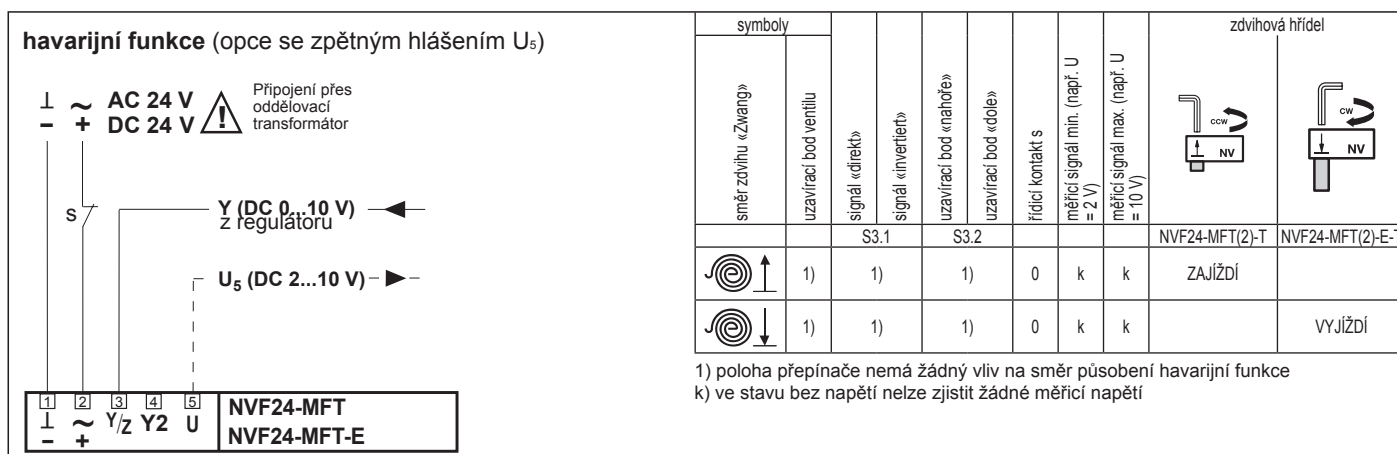 havarijní funkce (opce se zpětným hlášením U5)
⊥ ~ AC 24 V
– + DC 24 V
!
Připojení přes
oddělovací
transformátor
s
Y (DC 0...10 V)
z regulátoru
U5 (DC 2...10 V)
1 2 3 4 5
⊥ ~ Y/Z Y2 U
– +
NVF24-MFT
NVF24-MFT-E
symboly
zdvihová hřídel
směr zdvihu «Zwang»
uzavírací bod ventilu
signál «direkt»
signál «invertiert»
uzavírací bod «nahoře»
uzavírací bod «dole»
řídicí kontakt s
měřicí signál min. (např. U
= 2 V)
měřicí signál max. (např. U
= 10 V)
ccw
NV
cw
NV
S3.1 S3.2 NVF24-MFT(2)-T NVF24-MFT(2)-E-T
1) 1) 1) 0 k k ZAJÍŽDÍ
1) 1) 1) 0 k k VYJÍŽDÍ
1) poloha přepínače nemá žádný vliv na směr působení havarijní funkce
k) ve stavu bez napětí nelze zjistit žádné měřicí napětí